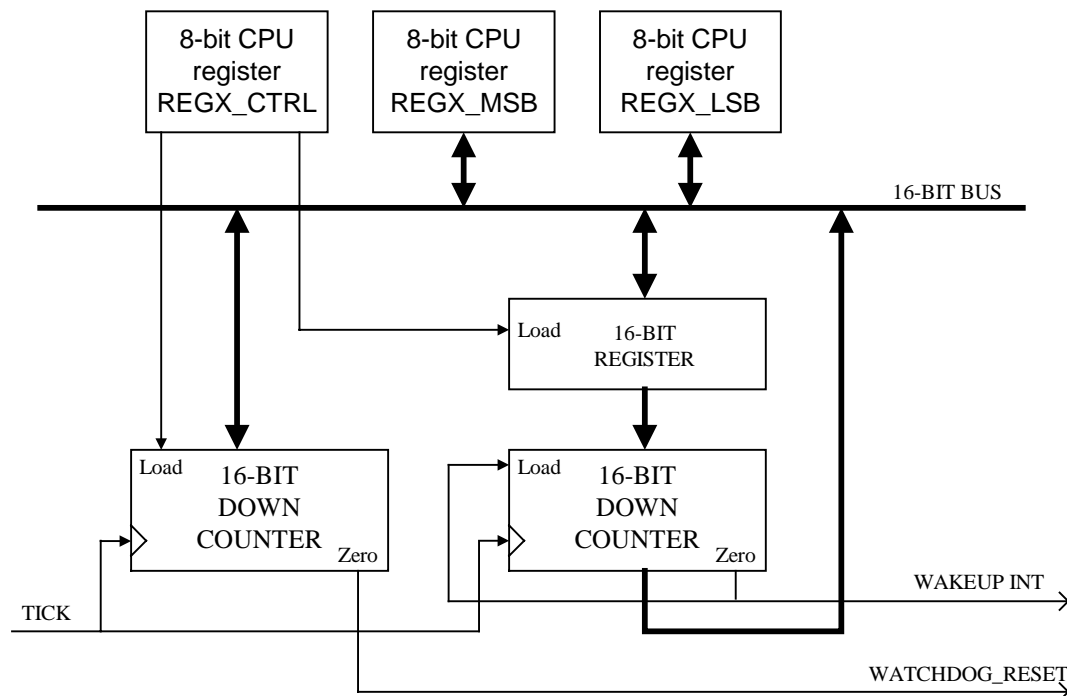 8-bit CPU
register
REGX_CTRL
8-bit CPU
register
REGX_MSB
8-bit CPU
register
REGX_LSB
16-BIT BUS
Load
16-BIT
REGISTER
Load
16-BIT
DOWN
COUNTER
Zero
Load
16-BIT
DOWN
COUNTER
Zero
WAKEUP INT
TICK
WATCHDOG_RESET